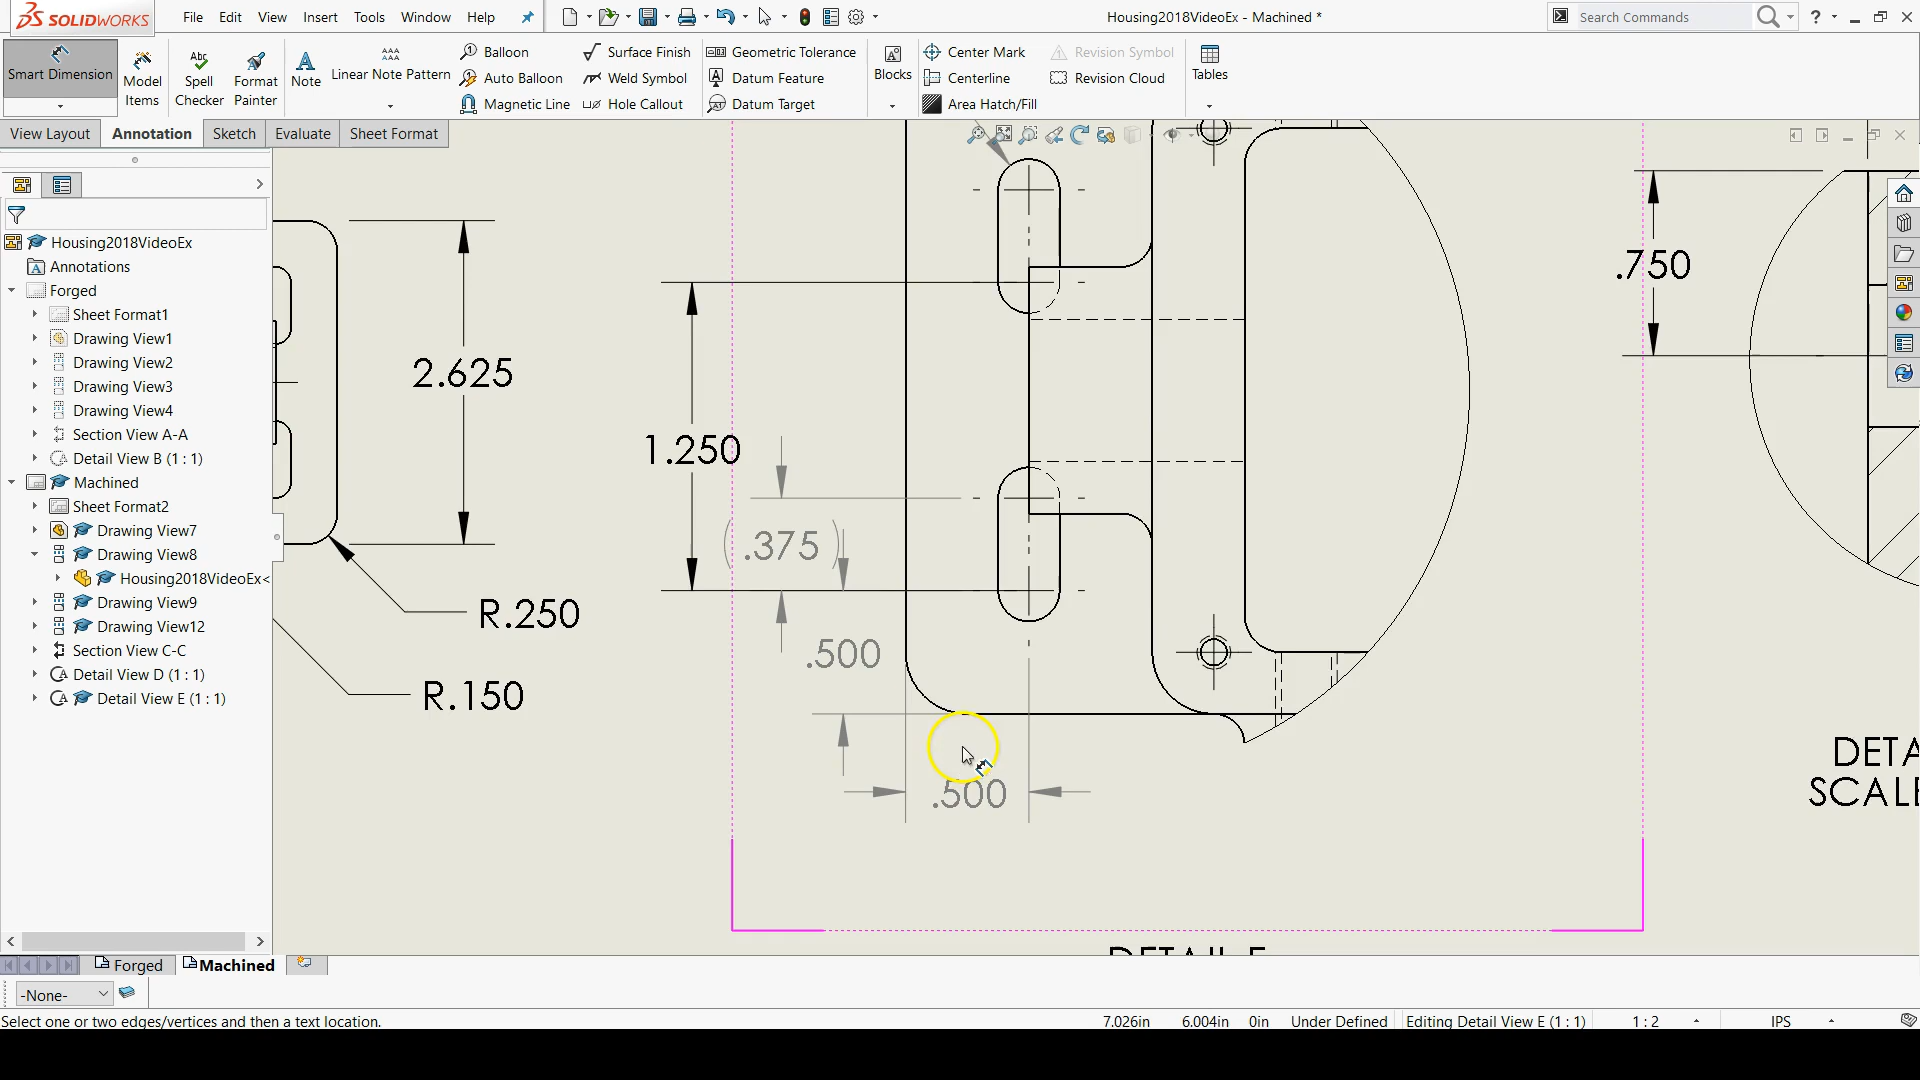 SOLIDWORKS
File Edit View Insert Tools Window Help
Housing2018VideoEx - Machined *
Search Commands
Smart Dimension
Model Items
Spell Checker
Format Painter
Note
Linear Note Pattern
Balloon
Auto Balloon
Magnetic Line
Surface Finish
Weld Symbol
Hole Callout
Geometric Tolerance
Datum Feature
Datum Target
Blocks
Center Mark
Centerline
Area Hatch/Fill
Revision Symbol
Revision Cloud
Tables
View Layout Annotation Sketch Evaluate Sheet Format
Housing2018VideoEx
Annotations
Forged
Sheet Format1
Drawing View1
Drawing View2
Drawing View3
Drawing View4
Section View A-A
Detail View B (1 : 1)
Machined
Sheet Format2
Drawing View7
Drawing View8
Housing2018VideoEx<
Drawing View9
Drawing View12
Section View C-C
Detail View D (1 : 1)
Detail View E (1 : 1)
2.625
R.250
R.150
1.250
(.375)
.500
.500
.750
DETA
SCALE
Forged Machined
-None-
Select one or two edges/vertices and then a text location.
7.026in 6.004in 0in Under Defined Editing Detail View E (1 : 1) 1 : 2 IPS